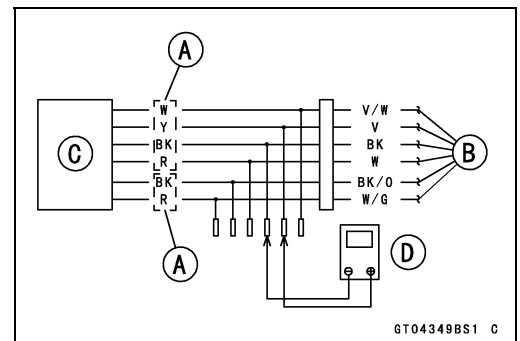 A
W V/W
Y V
BK BK
R W
BK BK/O
R W/G
C
B
A
D
GT04349BS1 C